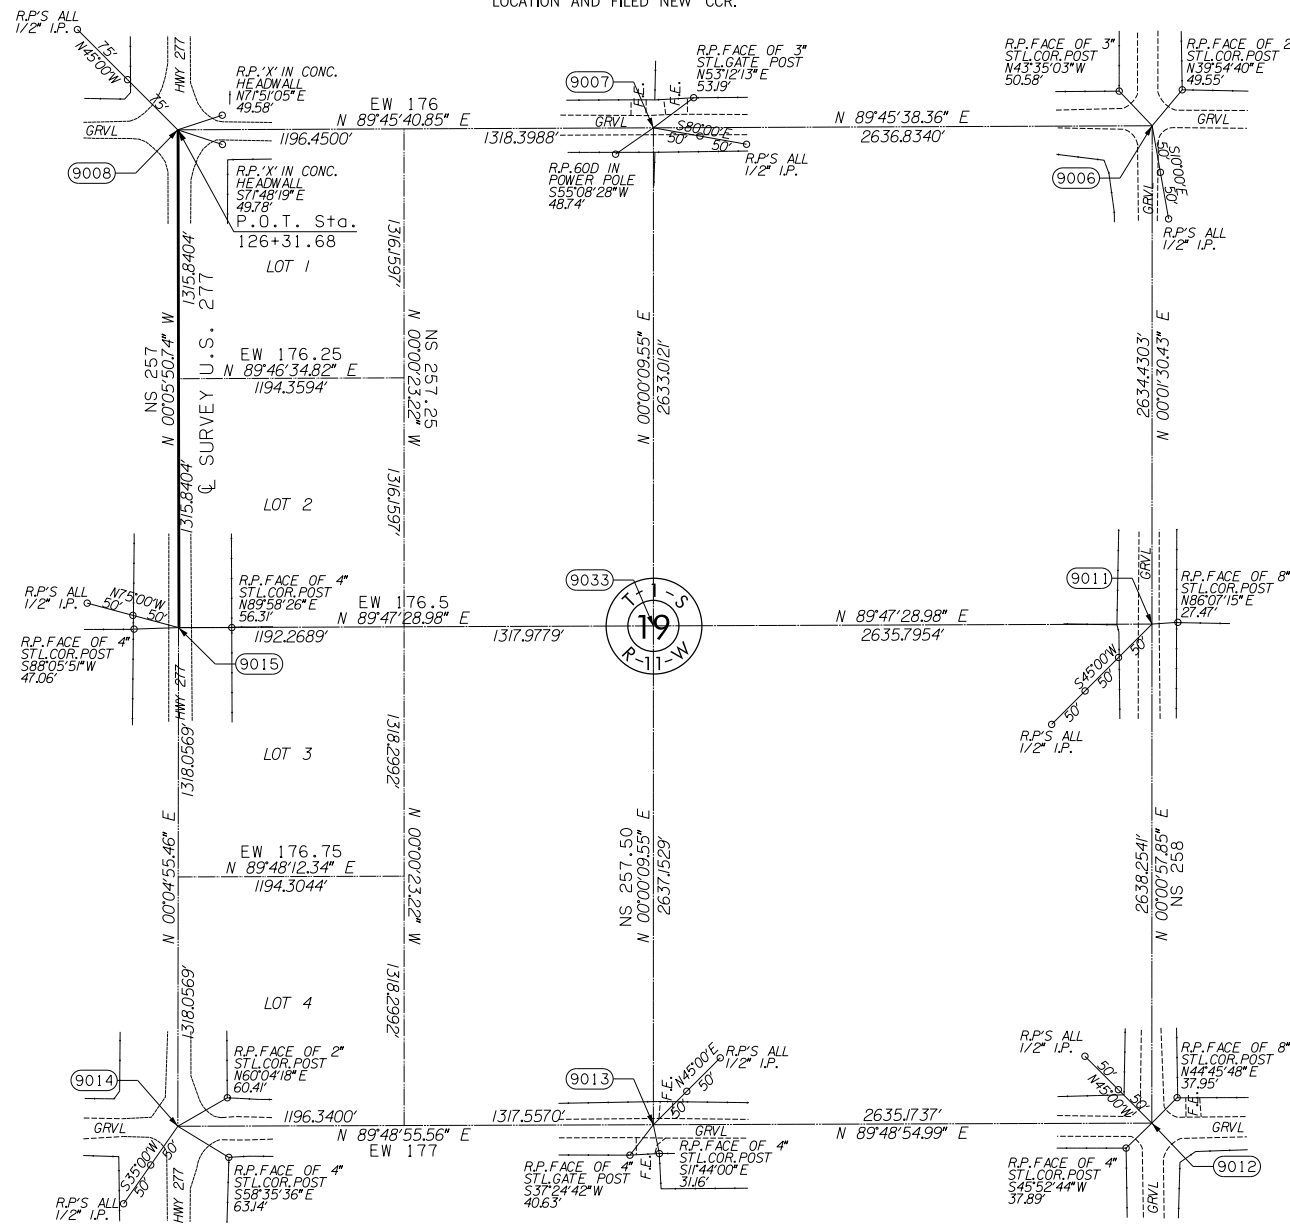 LOCATION AND FILED NEW CCR.
R.P'S ALL
1/2" I.P.
75'
N45°00'W
75'
HWY 277
R.P.'X' IN CONC.
HEADWALL
N71°51'05"E
49.58'
GRVL
9008
R.P.'X' IN CONC.
HEADWALL
S71°48'19"E
49.78'
P.O.T. Sta.
126+31.68
EW 176
N 89°45'40.85" E
1196.4500'
1318.3988'
9007
F.E.
F.E.
R.P.FACE OF 3"
STL.GATE POST
N53°12'13"E
53.19'
GRVL
S80°00'E
50'
50'
R.P'S ALL
1/2" I.P.
R.P.60D IN
POWER POLE
S55°08'28"W
48.74'
N 89°45'38.36" E
2636.8340'
R.P.FACE OF 3"
STL.COR.POST
N43°35'03"W
50.58'
R.P.FACE OF 2
STL.COR.POST
N39°54'40"E
49.55'
GRVL
9006
S10°00'E
50'
50'
GRVL
R.P'S ALL
1/2" I.P.
LOT 1
1315.8404'
NS 257
N 00°05'50.74" W
℄ SURVEY U.S. 277
1315.8404'
EW 176.25
N 89°46'34.82" E
1194.3594'
1316.1597'
N 00°00'23.22" W
NS 257.25
1316.1597'
N 00°00'09.55" E
2633.0121'
2634.4303'
N 00°01'30.43" E
LOT 2
R.P'S ALL
1/2" I.P.
N75°00'W
50'
50'
R.P.FACE OF 4"
STL.COR.POST
S88°05'51"W
47.06'
R.P.FACE OF 4"
STL.COR.POST
N89°58'26"E
56.31'
9015
EW 176.5
N 89°47'28.98" E
1192.2689'
1317.9779'
9033
T-1-S
19
R-11-W
N 89°47'28.98" E
2635.7954'
9011
GRVL
R.P.FACE OF 8"
STL.COR.POST
N86°07'15"E
27.47'
S45°00'W
50'
50'
50'
R.P'S ALL
1/2" I.P.
HWY 277
1318.0569'
LOT 3
N 00°04'55.46" E
1318.0569'
EW 176.75
N 89°48'12.34" E
1194.3044'
1318.2992'
N 00°00'23.22" W
1318.2992'
NS 257.50
N 00°00'09.55" E
2637.1529'
2638.2541'
N 00°00'57.85" E
NS 258
LOT 4
9014
R.P.FACE OF 2"
STL.COR.POST
N60°04'18"E
60.41'
GRVL
S35°00'W
50'
50'
R.P'S ALL
1/2" I.P.
HWY 277
R.P.FACE OF 4"
STL.COR.POST
S58°35'36"E
63.14'
1196.3400'
N 89°48'55.56" E
EW 177
1317.5570'
9013
F.E.
N45°00'E
50'
50'
R.P'S ALL
1/2" I.P.
GRVL
F.E.
R.P.FACE OF 4"
STL.GATE POST
S37°24'42"W
40.63'
R.P.FACE OF 4"
STL.COR.POST
S11°44'00"E
31.16'
2635.1737'
N 89°48'54.99" E
R.P'S ALL
1/2" I.P.
50'
50'
N45°00'W
R.P.FACE OF 8"
STL.COR.POST
N44°45'48"E
37.95'
F.E.
GRVL
9012
GRVL
R.P.FACE OF 4"
STL.COR.POST
S45°52'44"W
37.89'